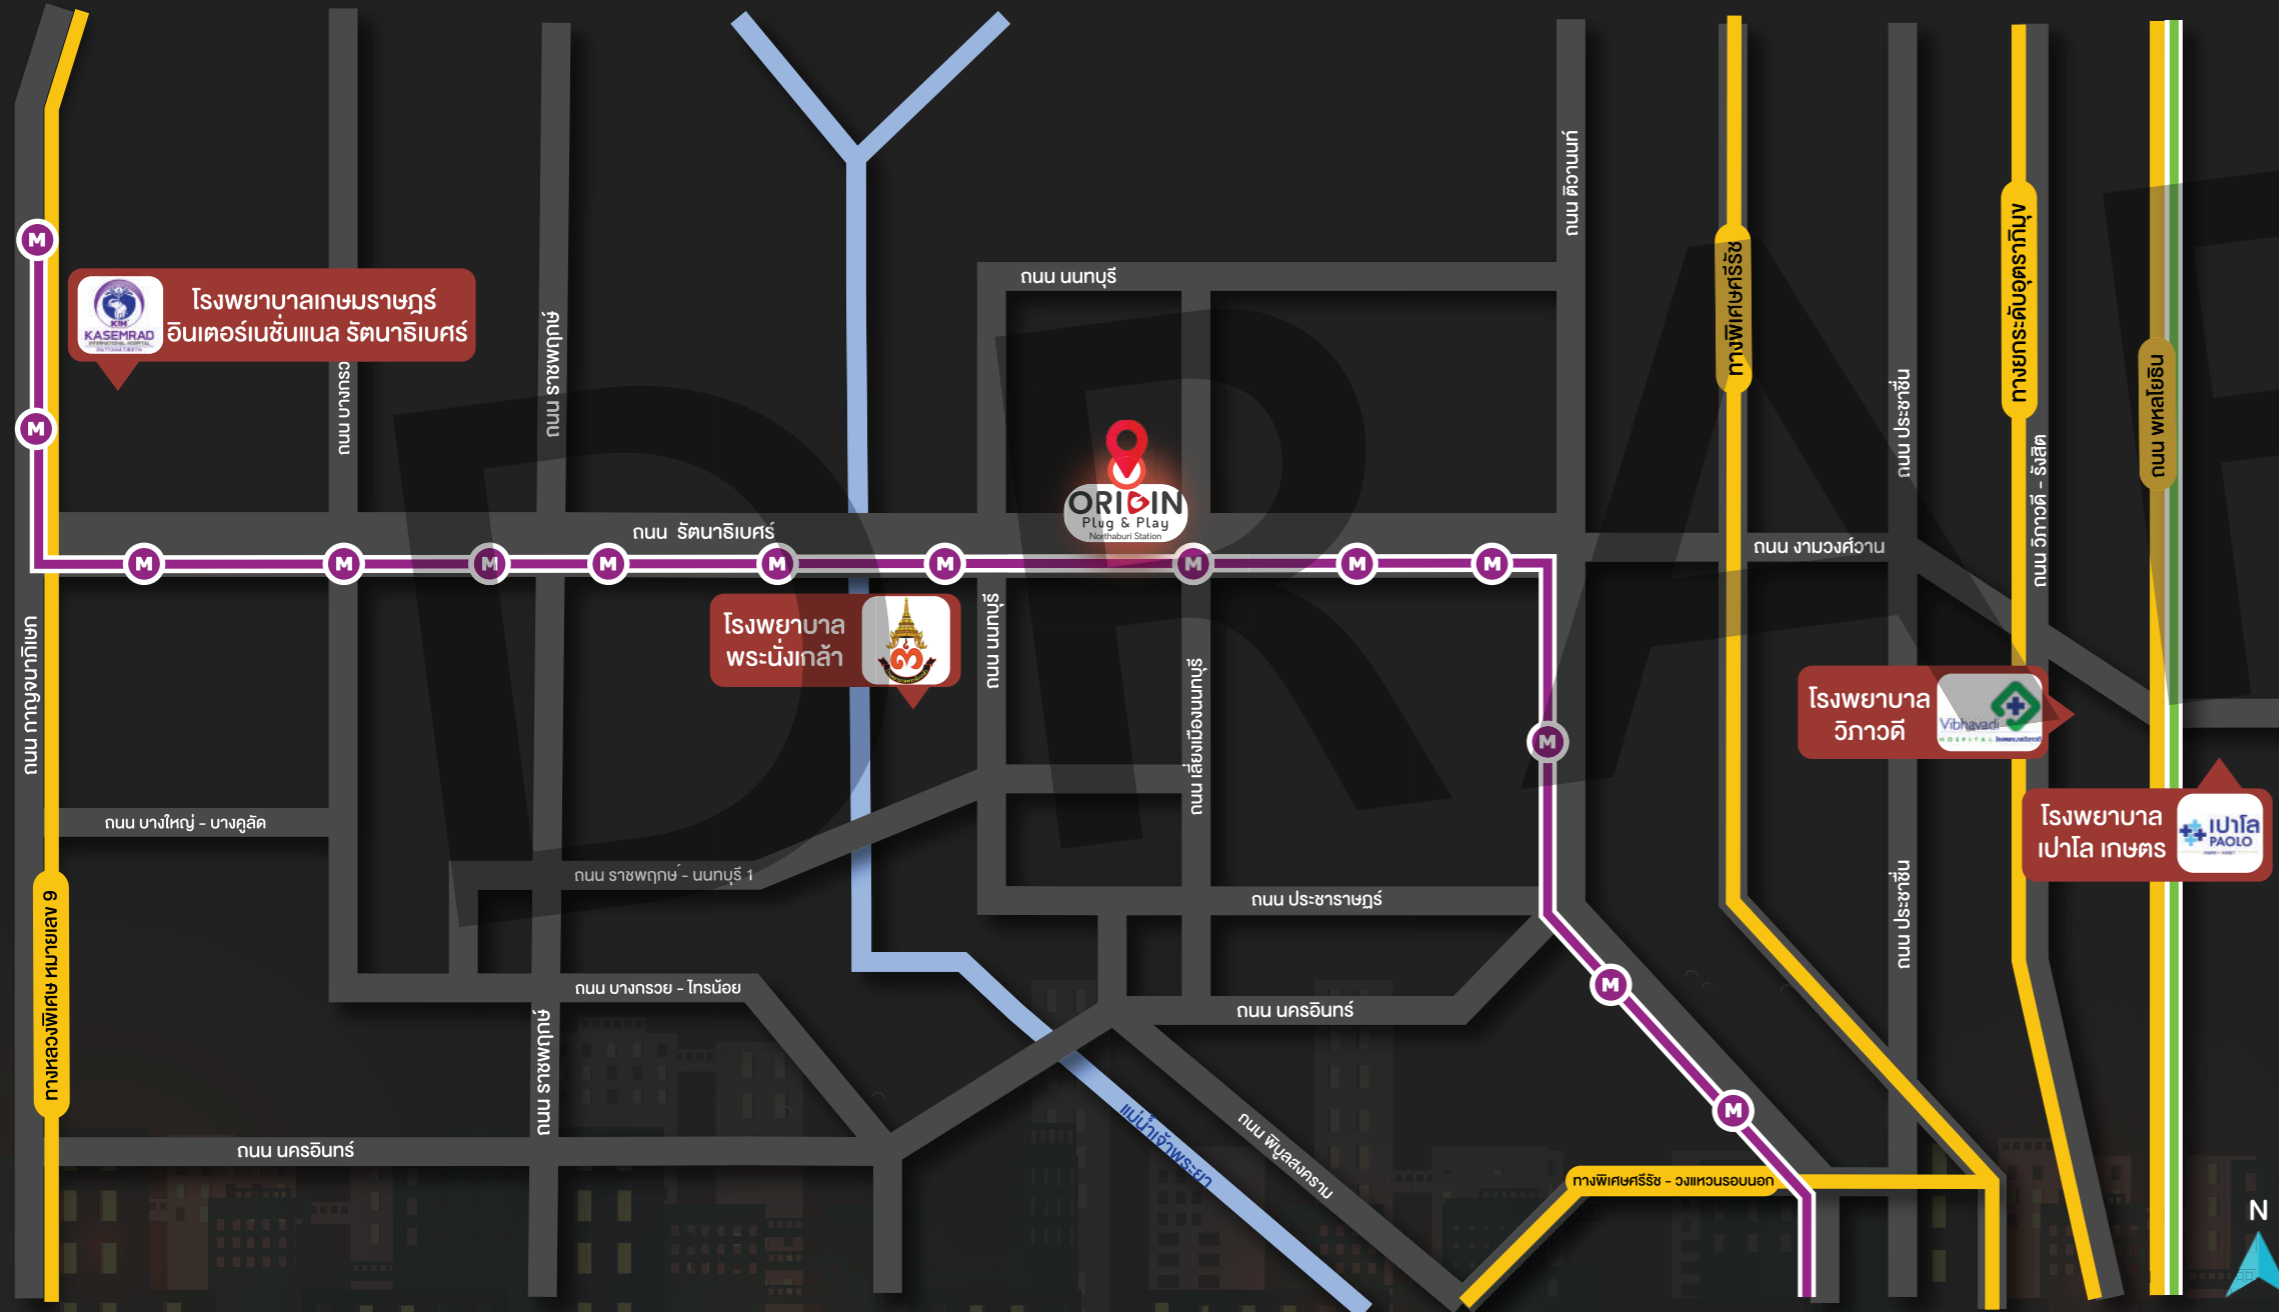 ถนน ติวานนท์
ทางพิเศษศรีรัช
ทางยกระดับอุตราภิมุข
M
ถนน นนทบุรี
KIH
KASEMRAD
โรงพยาบาลเกษมราษฎร์
อินเตอร์เนชั่นแนล รัตนาธิเบศร์
ถนน บางกรว
ถนน ราชพฤกษ์
ถนน ประชาชื่น
ถนน พหลโยธิน
M
ถนน วิภาวดี - รังสิต
ORIGIN
Plug & Play
Nonthaburi Station
ถนน รัตนาธิเบศร์
ถนน งามวงศ์วาน
M
M
M
M
M
M
M
M
M
โรงพยาบาล
พระนั่งเกล้า
๓
ถนน นนทบุรี
ถนน กาญจนาภิเษก
ถนน เลี่ยงเมืองนนทบุรี
M
โรงพยาบาล
วิภาวดี
Vibhavadi
HOSPITAL
ถนน บางใหญ่ - บางคูลัด
โรงพยาบาล
เปาโล เกษตร
เปาโล
PAOLO
ถนน ราชพฤกษ์ - นนทบุรี 1
ถนน ประชาราษฎร์
ถนน ประชาชื่น
ทางหลวงพิเศษ หมายเลข 9
ถนน บางกรวย - ไทรน้อย
M
ถนน นครอินทร์
ถนน ราชพฤกษ์
M
ถนน นครอินทร์
แม่น้ำเจ้าพระยา
ถนน พิบูลสงคราม
ทางพิเศษศรีรัช - วงแหวนรอบนอก
N
DRA